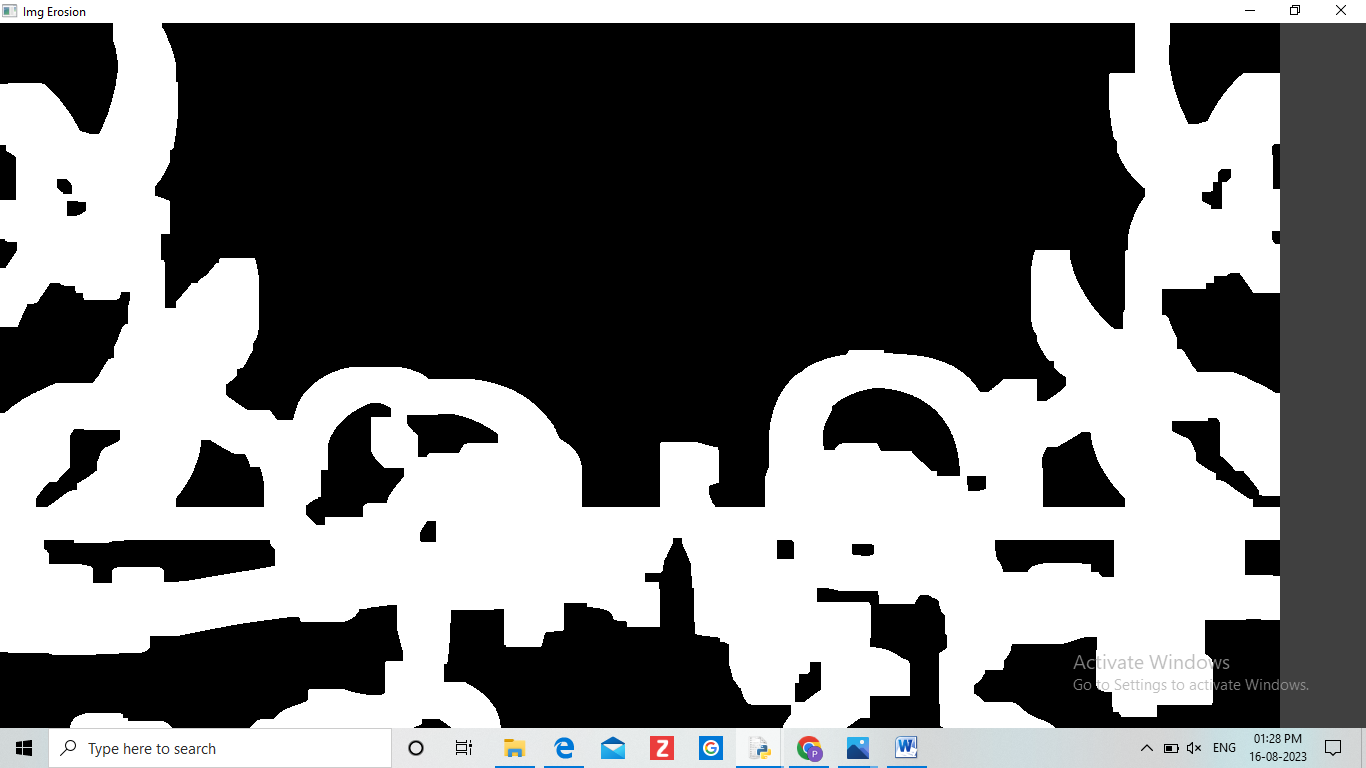 Img Erosion
Activate Windows
Go to Settings to activate Windows.
Type here to search
Z
G
P
W
ENG
01:28 PM
16-08-2023